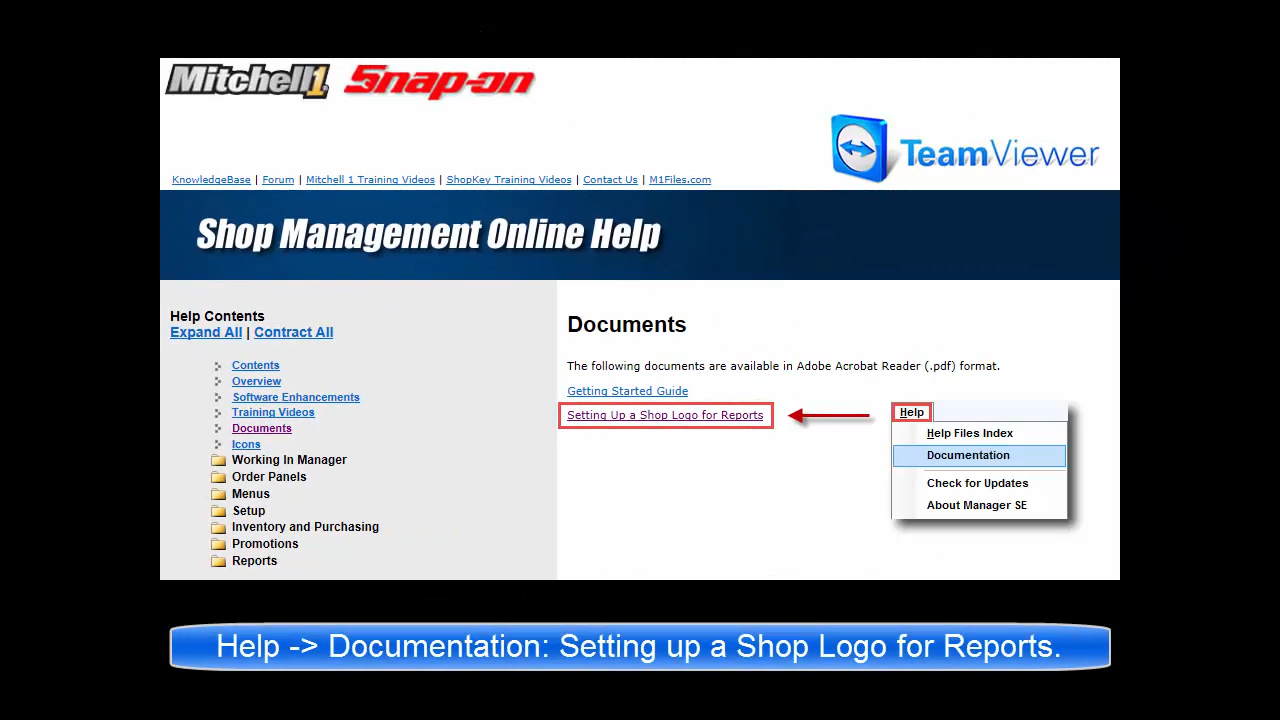 Mitchell1 Snap-on
TeamViewer
KnowledgeBase | Forum | Mitchell 1 Training Videos | ShopKey Training Videos | Contact Us | M1Files.com
Shop Management Online Help
Help Contents
Expand All | Contract All
Contents
Overview
Software Enhancements
Training Videos
Documents
Icons
Working In Manager
Order Panels
Menus
Setup
Inventory and Purchasing
Promotions
Reports
Documents
The following documents are available in Adobe Acrobat Reader (.pdf) format.
Getting Started Guide
Setting Up a Shop Logo for Reports
Help
Help Files Index
Documentation
Check for Updates
About Manager SE
Help -> Documentation: Setting up a Shop Logo for Reports.